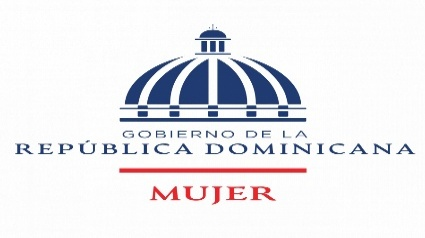 GOBIERNO DE LA
REPÚBLICA DOMINICANA
MUJER